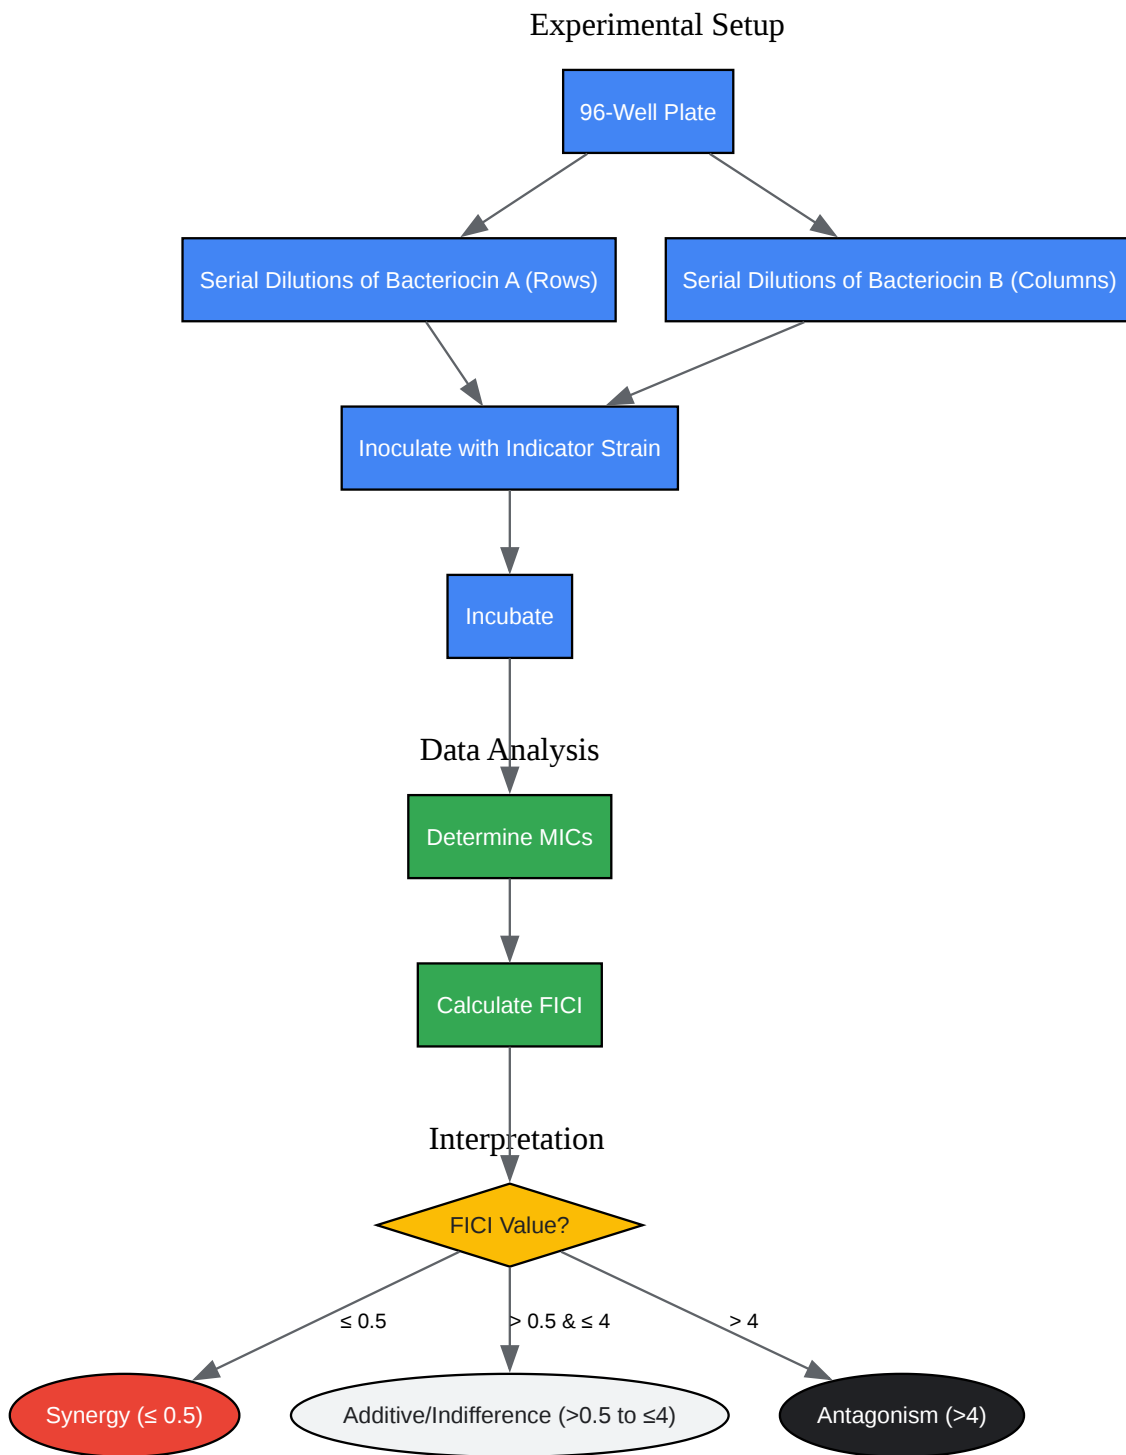 Experimental Setup
96-Well Plate
Serial Dilutions of Bacteriocin A (Rows)
Serial Dilutions of Bacteriocin B (Columns)
Inoculate with Indicator Strain
Incubate
Data Analysis
Determine MICs
Calculate FICI
Interpretation
FICI Value?
≤ 0.5
> 0.5 & ≤ 4
> 4
Synergy (≤ 0.5)
Additive/Indifference (>0.5 to ≤4)
Antagonism (>4)